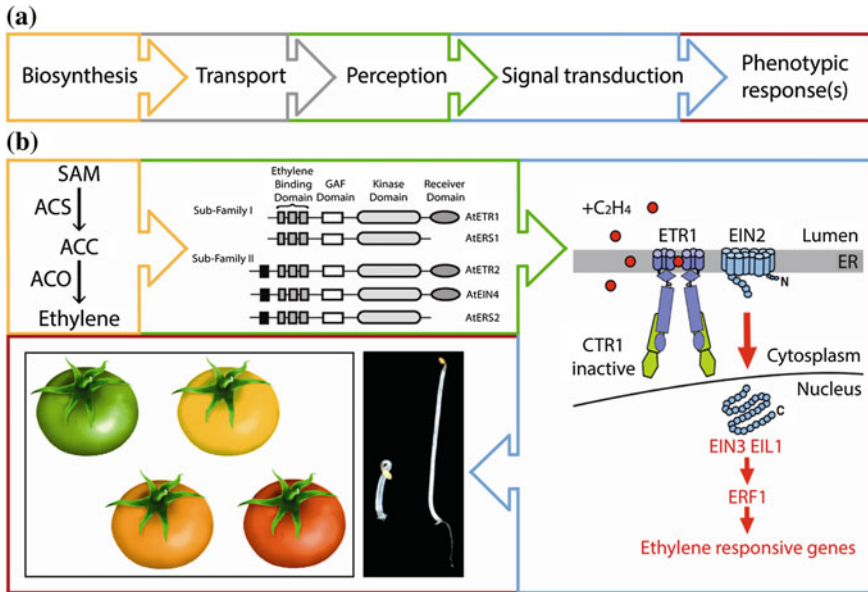 (a)
Biosynthesis
Transport
Perception
Signal transduction
Phenotypic
response(s)
(b)
SAM
ACS
ACC
ACO
Ethylene
Ethylene
Binding
Domain
GAF
Domain
Kinase
Domain
Receiver
Domain
Sub-Family I
AtETR1
AtERS1
Sub-Family II
AtETR2
AtEIN4
AtERS2
+C₂H₄
ETR1
EIN2
Lumen
ER
N
CTR1
inactive
Cytoplasm
Nucleus
C
EIN3 EIL1
ERF1
Ethylene responsive genes